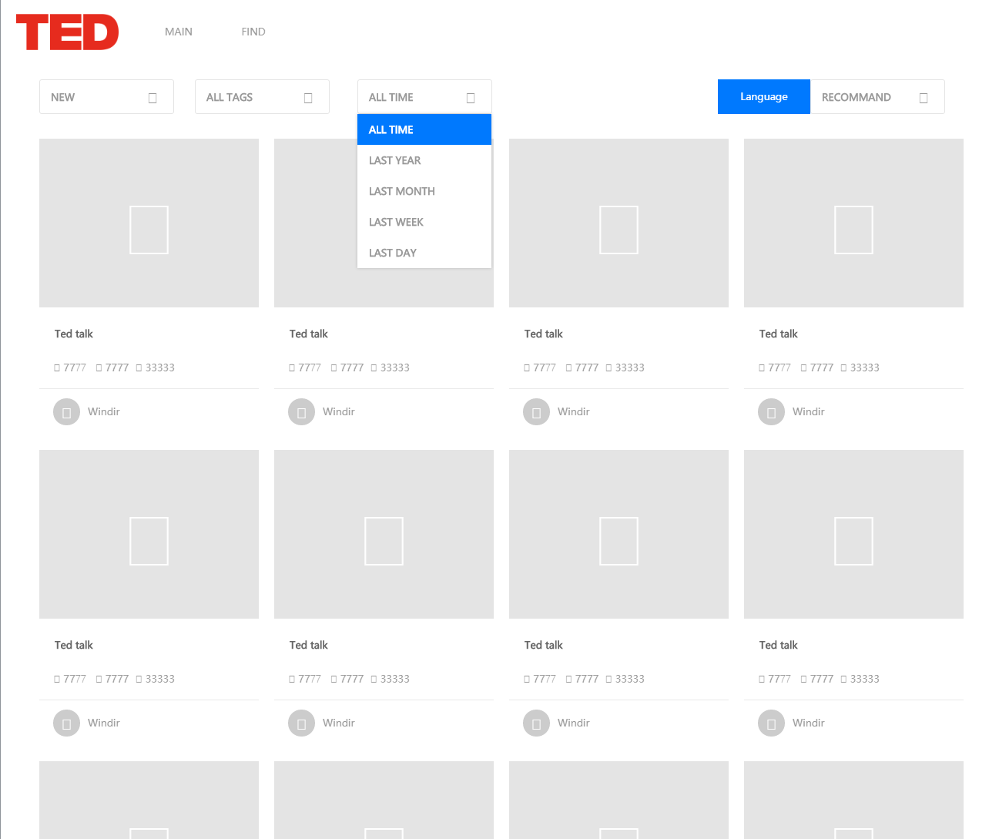 TED MAIN FIND
NEW ALL TAGS ALL TIME Language RECOMMAND
ALL TIME
LAST YEAR
LAST MONTH
LAST WEEK
LAST DAY
Ted talk Ted talk Ted talk Ted talk
7777 7777 33333 7777 7777 33333 7777 7777 33333 7777 7777 33333
Windir Windir Windir Windir
Ted talk Ted talk Ted talk Ted talk
7777 7777 33333 7777 7777 33333 7777 7777 33333 7777 7777 33333
Windir Windir Windir Windir